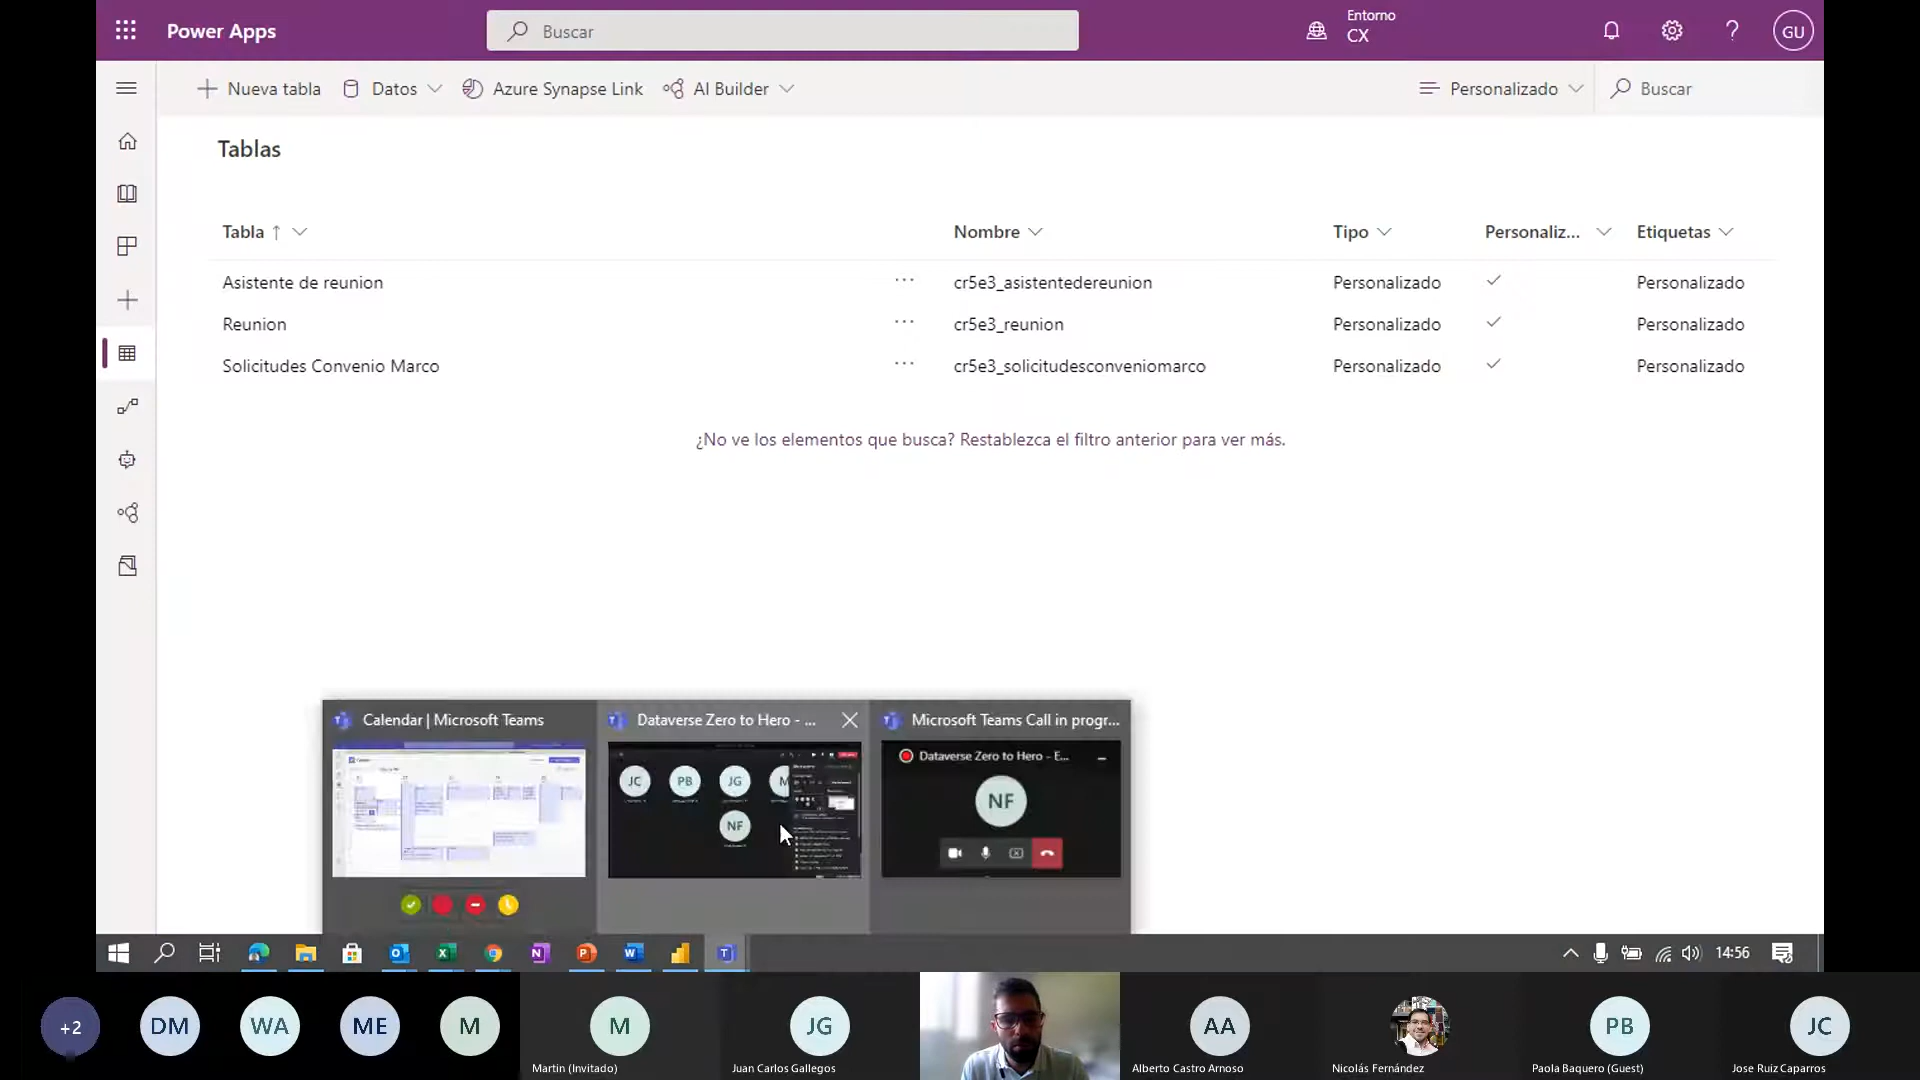 Power Apps
Buscar
Entorno
CX
GU
Nueva tabla
Datos
Azure Synapse Link
AI Builder
Personalizado
Buscar
Tablas
Tabla ↑
Nombre
Tipo
Personaliz...
Etiquetas
Asistente de reunion
...
cr5e3_asistentedereunion
Personalizado
Personalizado
Reunion
...
cr5e3_reunion
Personalizado
Personalizado
Solicitudes Convenio Marco
...
cr5e3_solicitudesconveniomarco
Personalizado
Personalizado
¿No ve los elementos que busca? Restablezca el filtro anterior para ver más.
Calendar | Microsoft Teams
Dataverse Zero to Hero - ...
Microsoft Teams Call in progr...
JC
PB
JG
M
NF
Dataverse Zero to Hero - E...
NF
14:56
+2
DM
WA
ME
M
M
JG
AA
PB
JC
Martin (Invitado)
Juan Carlos Gallegos
Alberto Castro Arnoso
Nicolás Fernández
Paola Baquero (Guest)
Jose Ruiz Caparros